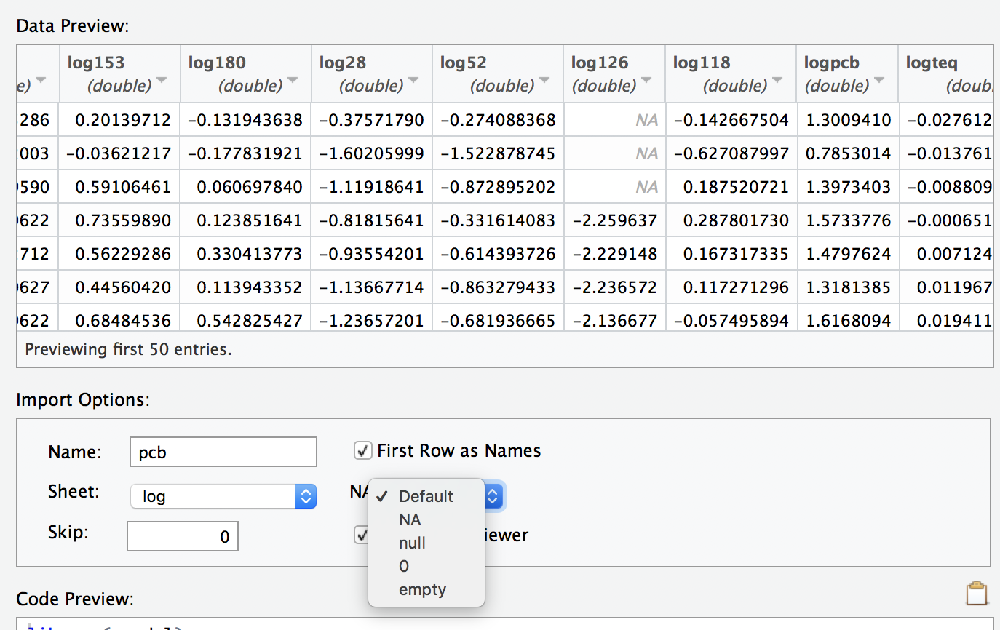 Data Preview:
log153 log180 log28 log52 log126 log118 logpcb logteq
e) (double) (double) (double) (double) (double) (double) (double) (doub
286 0.20139712 −0.131943638 −0.37571790 −0.274088368 NA −0.142667504 1.3009410 −0.027612
003 −0.03621217 −0.177831921 −1.60205999 −1.522878745 NA −0.627087997 0.7853014 −0.013761
590 0.59106461 0.060697840 −1.11918641 −0.872895202 NA 0.187520721 1.3973403 −0.008809
622 0.73559890 0.123851641 −0.81815641 −0.331614083 −2.259637 0.287801730 1.5733776 −0.000651
712 0.56229286 0.330413773 −0.93554201 −0.614393726 −2.229148 0.167317335 1.4797624 0.007124
627 0.44560420 0.113943352 −1.13667714 −0.863279433 −2.236572 0.117271296 1.3181385 0.011967
622 0.68484536 0.542825427 −1.23657201 −0.681936665 −2.136677 −0.057495894 1.6168094 0.019411
Previewing first 50 entries.
Import Options:
Name: pcb First Row as Names
Sheet: log NA Default
NA
null
Skip: 0 iewer
0
empty
Code Preview: